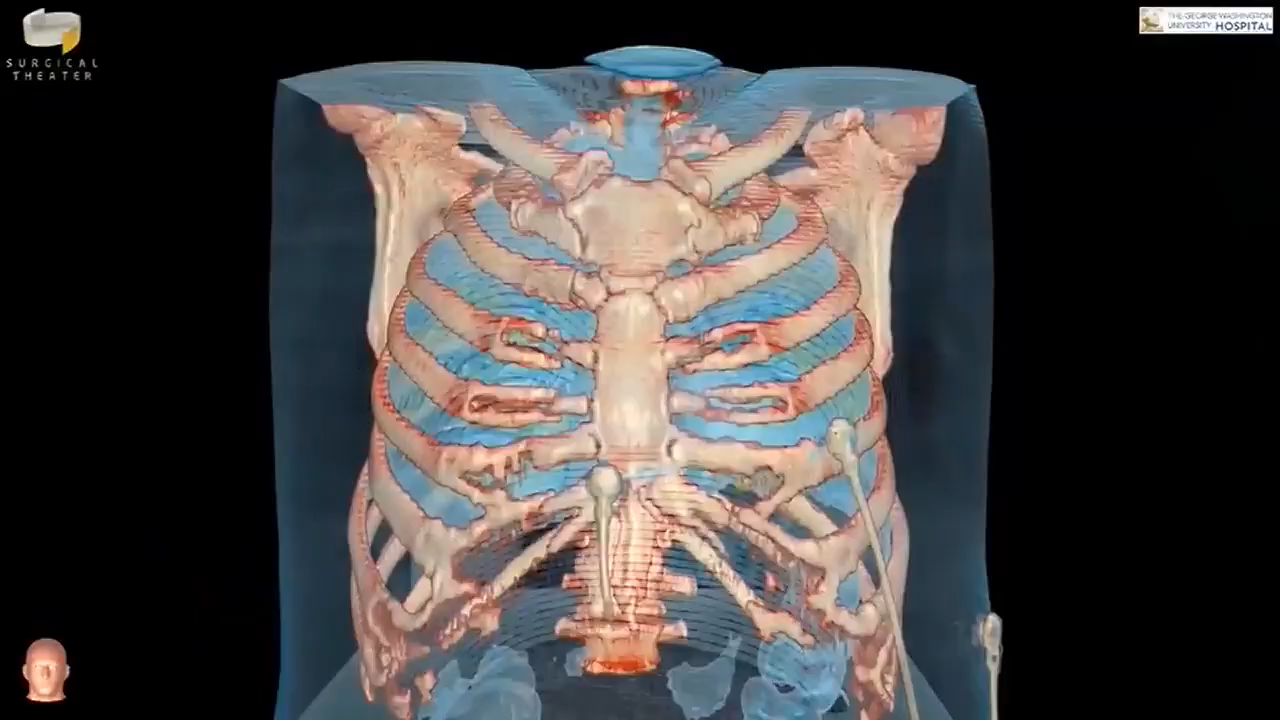 SURGICAL
THEATER
THE GEORGE WASHINGTON
UNIVERSITY HOSPITAL